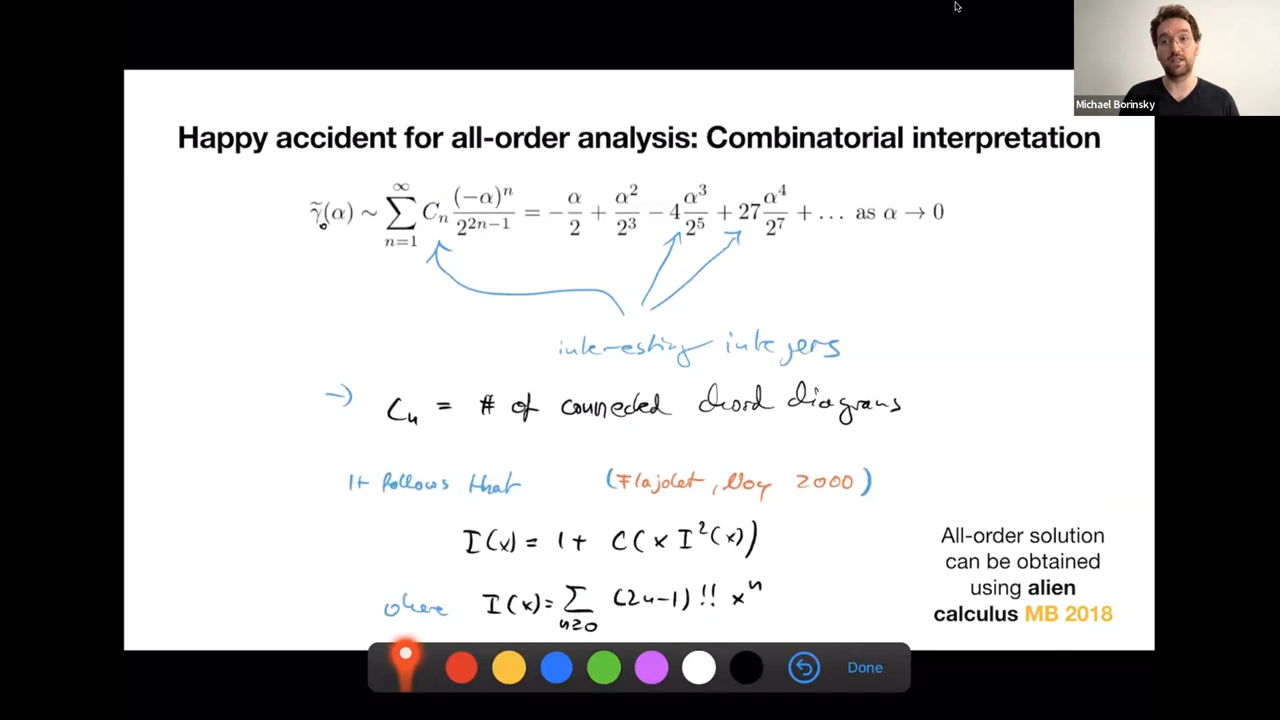 Michael Borinsky
Happy accident for all-order analysis: Combinatorial interpretation
γ̃₀(α) ∼ ∑_{n=1}^{∞} C_n (-α)^n / 2^{2n-1} = -α/2 + α²/2³ - 4 α³/2⁵ + 27 α⁴/2⁷ + ... as α → 0
interesting integers
→ C_n = # of connected chord diagrams
It follows that (Flajolet, Noy 2000)
I(x) = 1 + C(x I²(x))
where I(x) = ∑_{n≥0} (2n-1)!! x^n
All-order solution
can be obtained
using alien
calculus MB 2018
Done